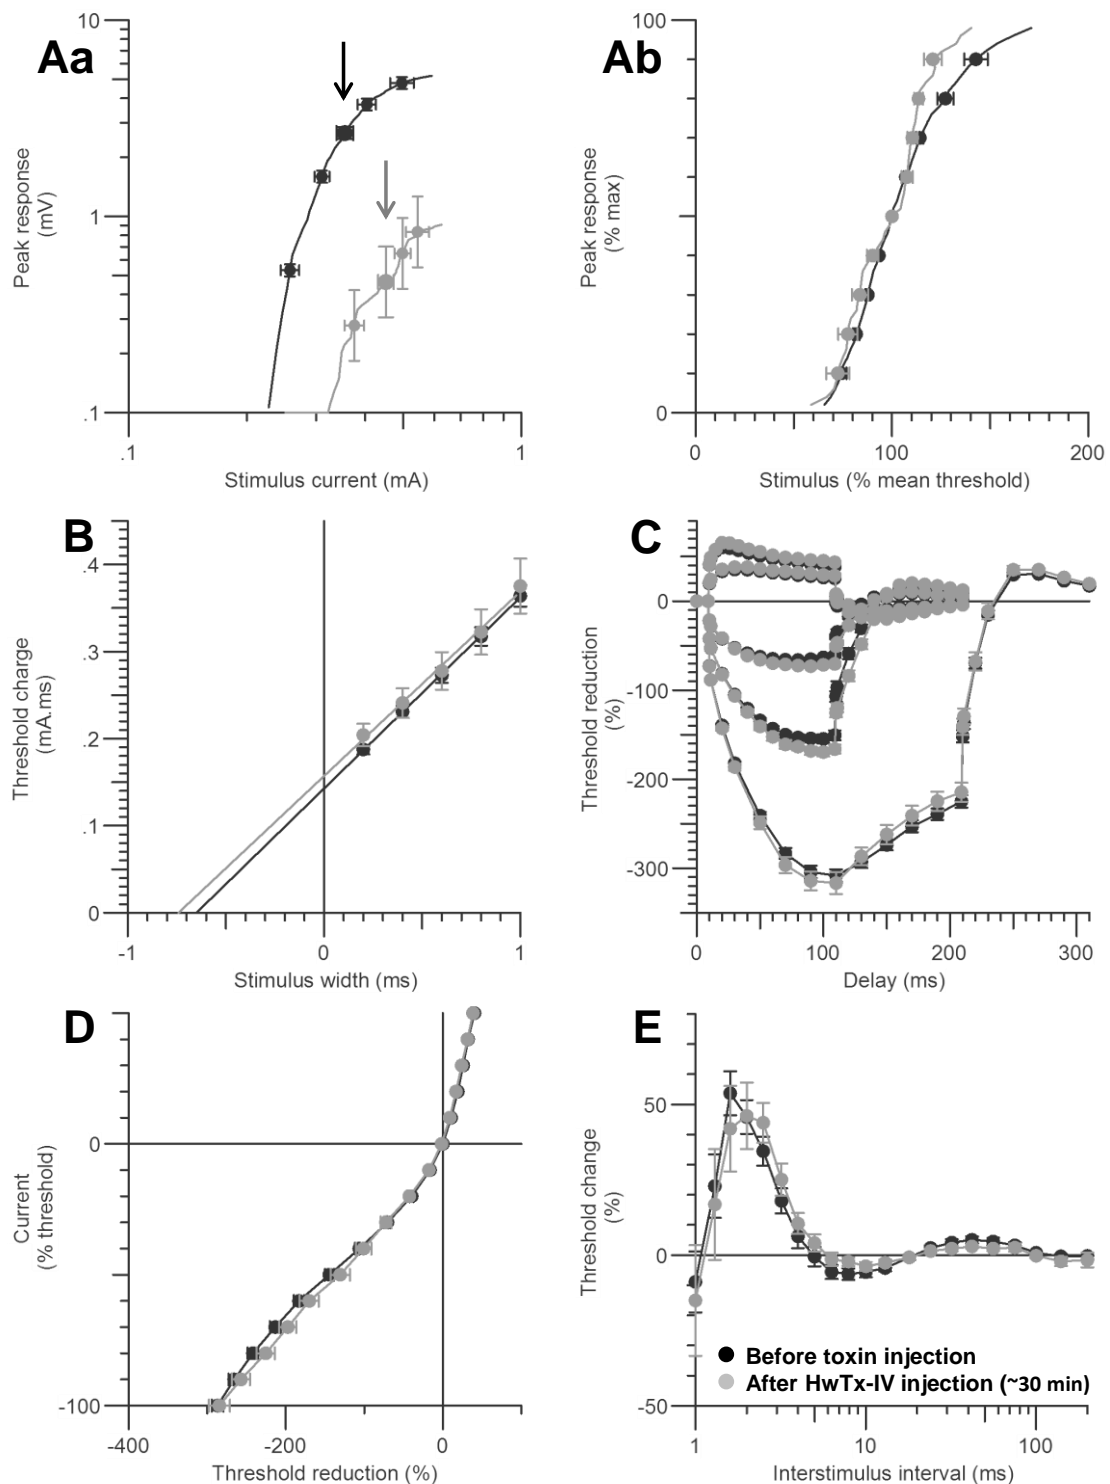 Aa
10
1
.1
Peak response
(mV)
.1
1
Stimulus current (mA)
Ab
100
0
Peak response
(% max)
100
200
Stimulus (% mean threshold)
B
.4
.3
.2
.1
0
Threshold charge
(mA.ms)
-1
0
1
Stimulus width (ms)
C
0
-100
-200
-300
Threshold reduction
(%)
0
100
200
300
Delay (ms)
D
0
-100
Current
(% threshold)
-400
-200
0
Threshold reduction (%)
E
50
0
-50
Threshold change
(%)
Before toxin injection
After HwTx-IV injection (~30 min)
1
10
100
Interstimulus interval (ms)